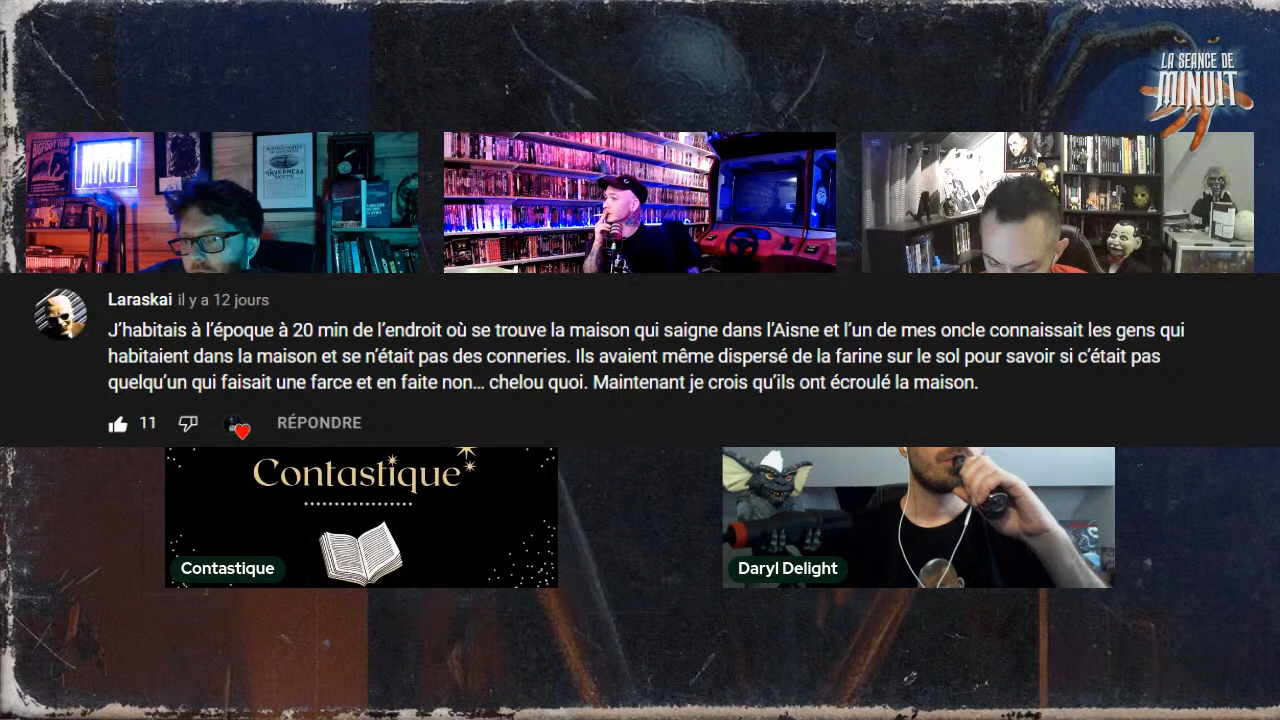 LA SEANCE DE
MINUIT
BIGFOOT
MINUIT
INVERNESS
Laraskai il y a 12 jours
J’habitais à l’époque à 20 min de l’endroit où se trouve la maison qui saigne dans l’Aisne et l’un de mes oncle connaissait les gens qui
habitaient dans la maison et se n’était pas des conneries. Ils avaient même dispersé de la farine sur le sol pour savoir si c’était pas
quelqu’un qui faisait une farce et en faite non… chelou quoi. Maintenant je crois qu’ils ont écroulé la maison.
11 RÉPONDRE
Contastique
Contastique
Daryl Delight